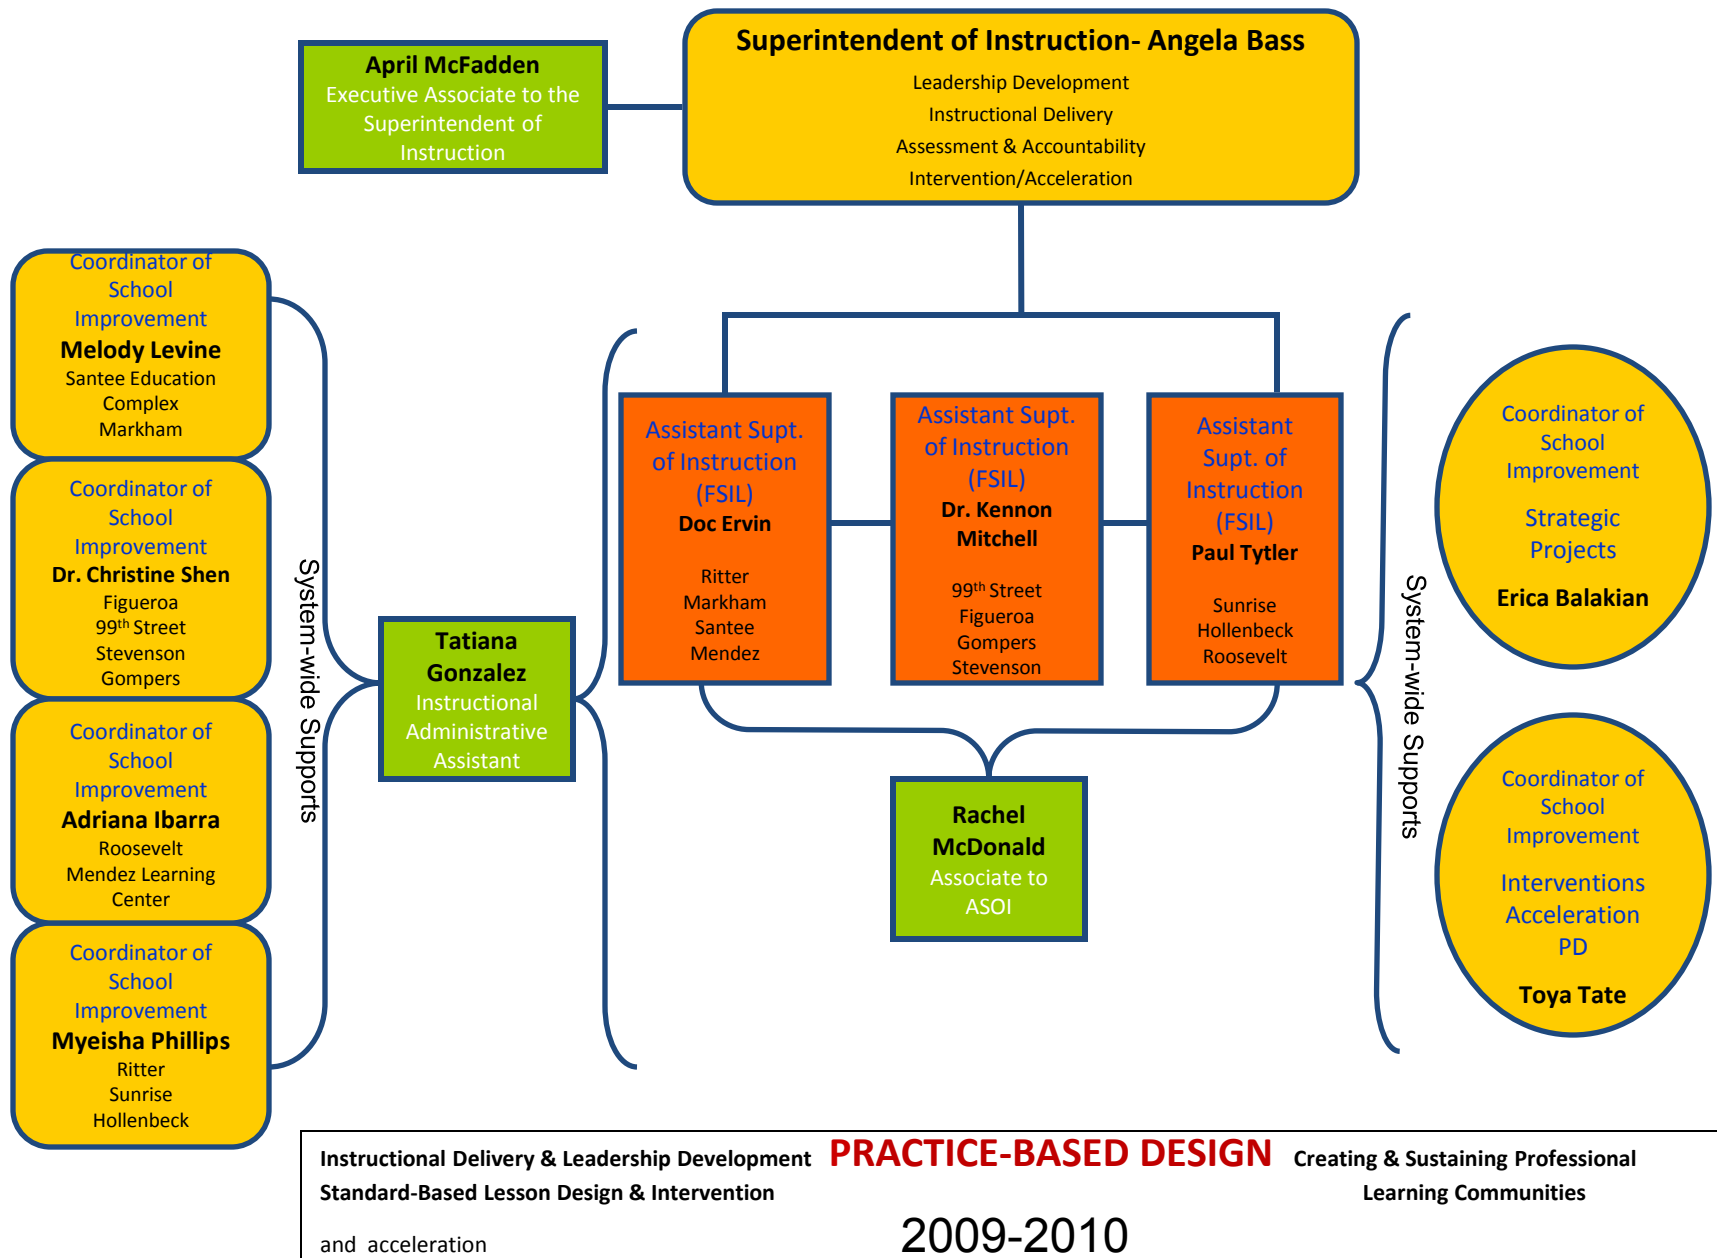 Superintendent of Instruction- Angela Bass
Leadership Development
Instructional Delivery
Assessment & Accountability
Intervention/Acceleration
April McFadden
Executive Associate to the
Superintendent of
Instruction
Coordinator of
School
Improvement
Melody Levine
Santee Education
Complex
Markham
Coordinator of
School
Improvement
Dr. Christine Shen
Figueroa
99th Street
Stevenson
Gompers
Coordinator of
School
Improvement
Adriana Ibarra
Roosevelt
Mendez Learning
Center
Coordinator of
School
Improvement
Myeisha Phillips
Ritter
Sunrise
Hollenbeck
System-wide Supports
Tatiana
Gonzalez
Instructional
Administrative
Assistant
Assistant Supt.
of Instruction
(FSIL)
Doc Ervin
Ritter
Markham
Santee
Mendez
Assistant Supt.
of Instruction
(FSIL)
Dr. Kennon
Mitchell
99th Street
Figueroa
Gompers
Stevenson
Assistant
Supt. of
Instruction
(FSIL)
Paul Tytler
Sunrise
Hollenbeck
Roosevelt
Rachel
McDonald
Associate to
ASOI
System-wide Supports
Coordinator of
School
Improvement
Strategic
Projects
Erica Balakian
Coordinator of
School
Improvement
Interventions
Acceleration
PD
Toya Tate
Instructional Delivery & Leadership Development PRACTICE-BASED DESIGN Creating & Sustaining Professional
Standard-Based Lesson Design & Intervention Learning Communities
and acceleration 2009-2010